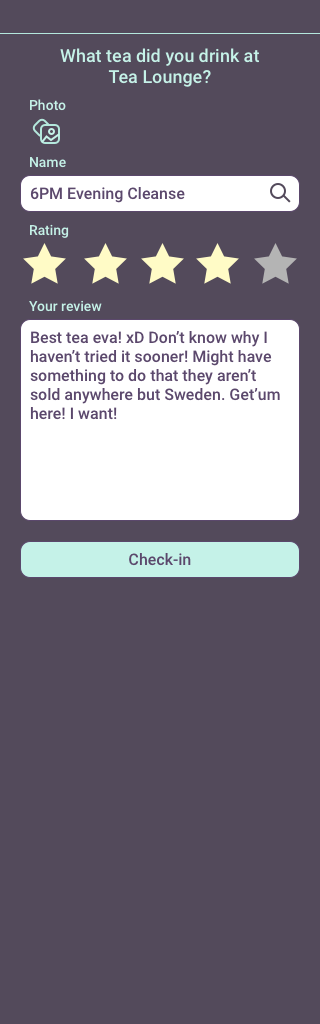 What tea did you drink at
Tea Lounge?
Photo
Name
6PM Evening Cleanse
Rating
Your review
Best tea eva! xD Don’t know why I
haven’t tried it sooner! Might have
something to do that they aren’t
sold anywhere but Sweden. Get’um
here! I want!
Check-in